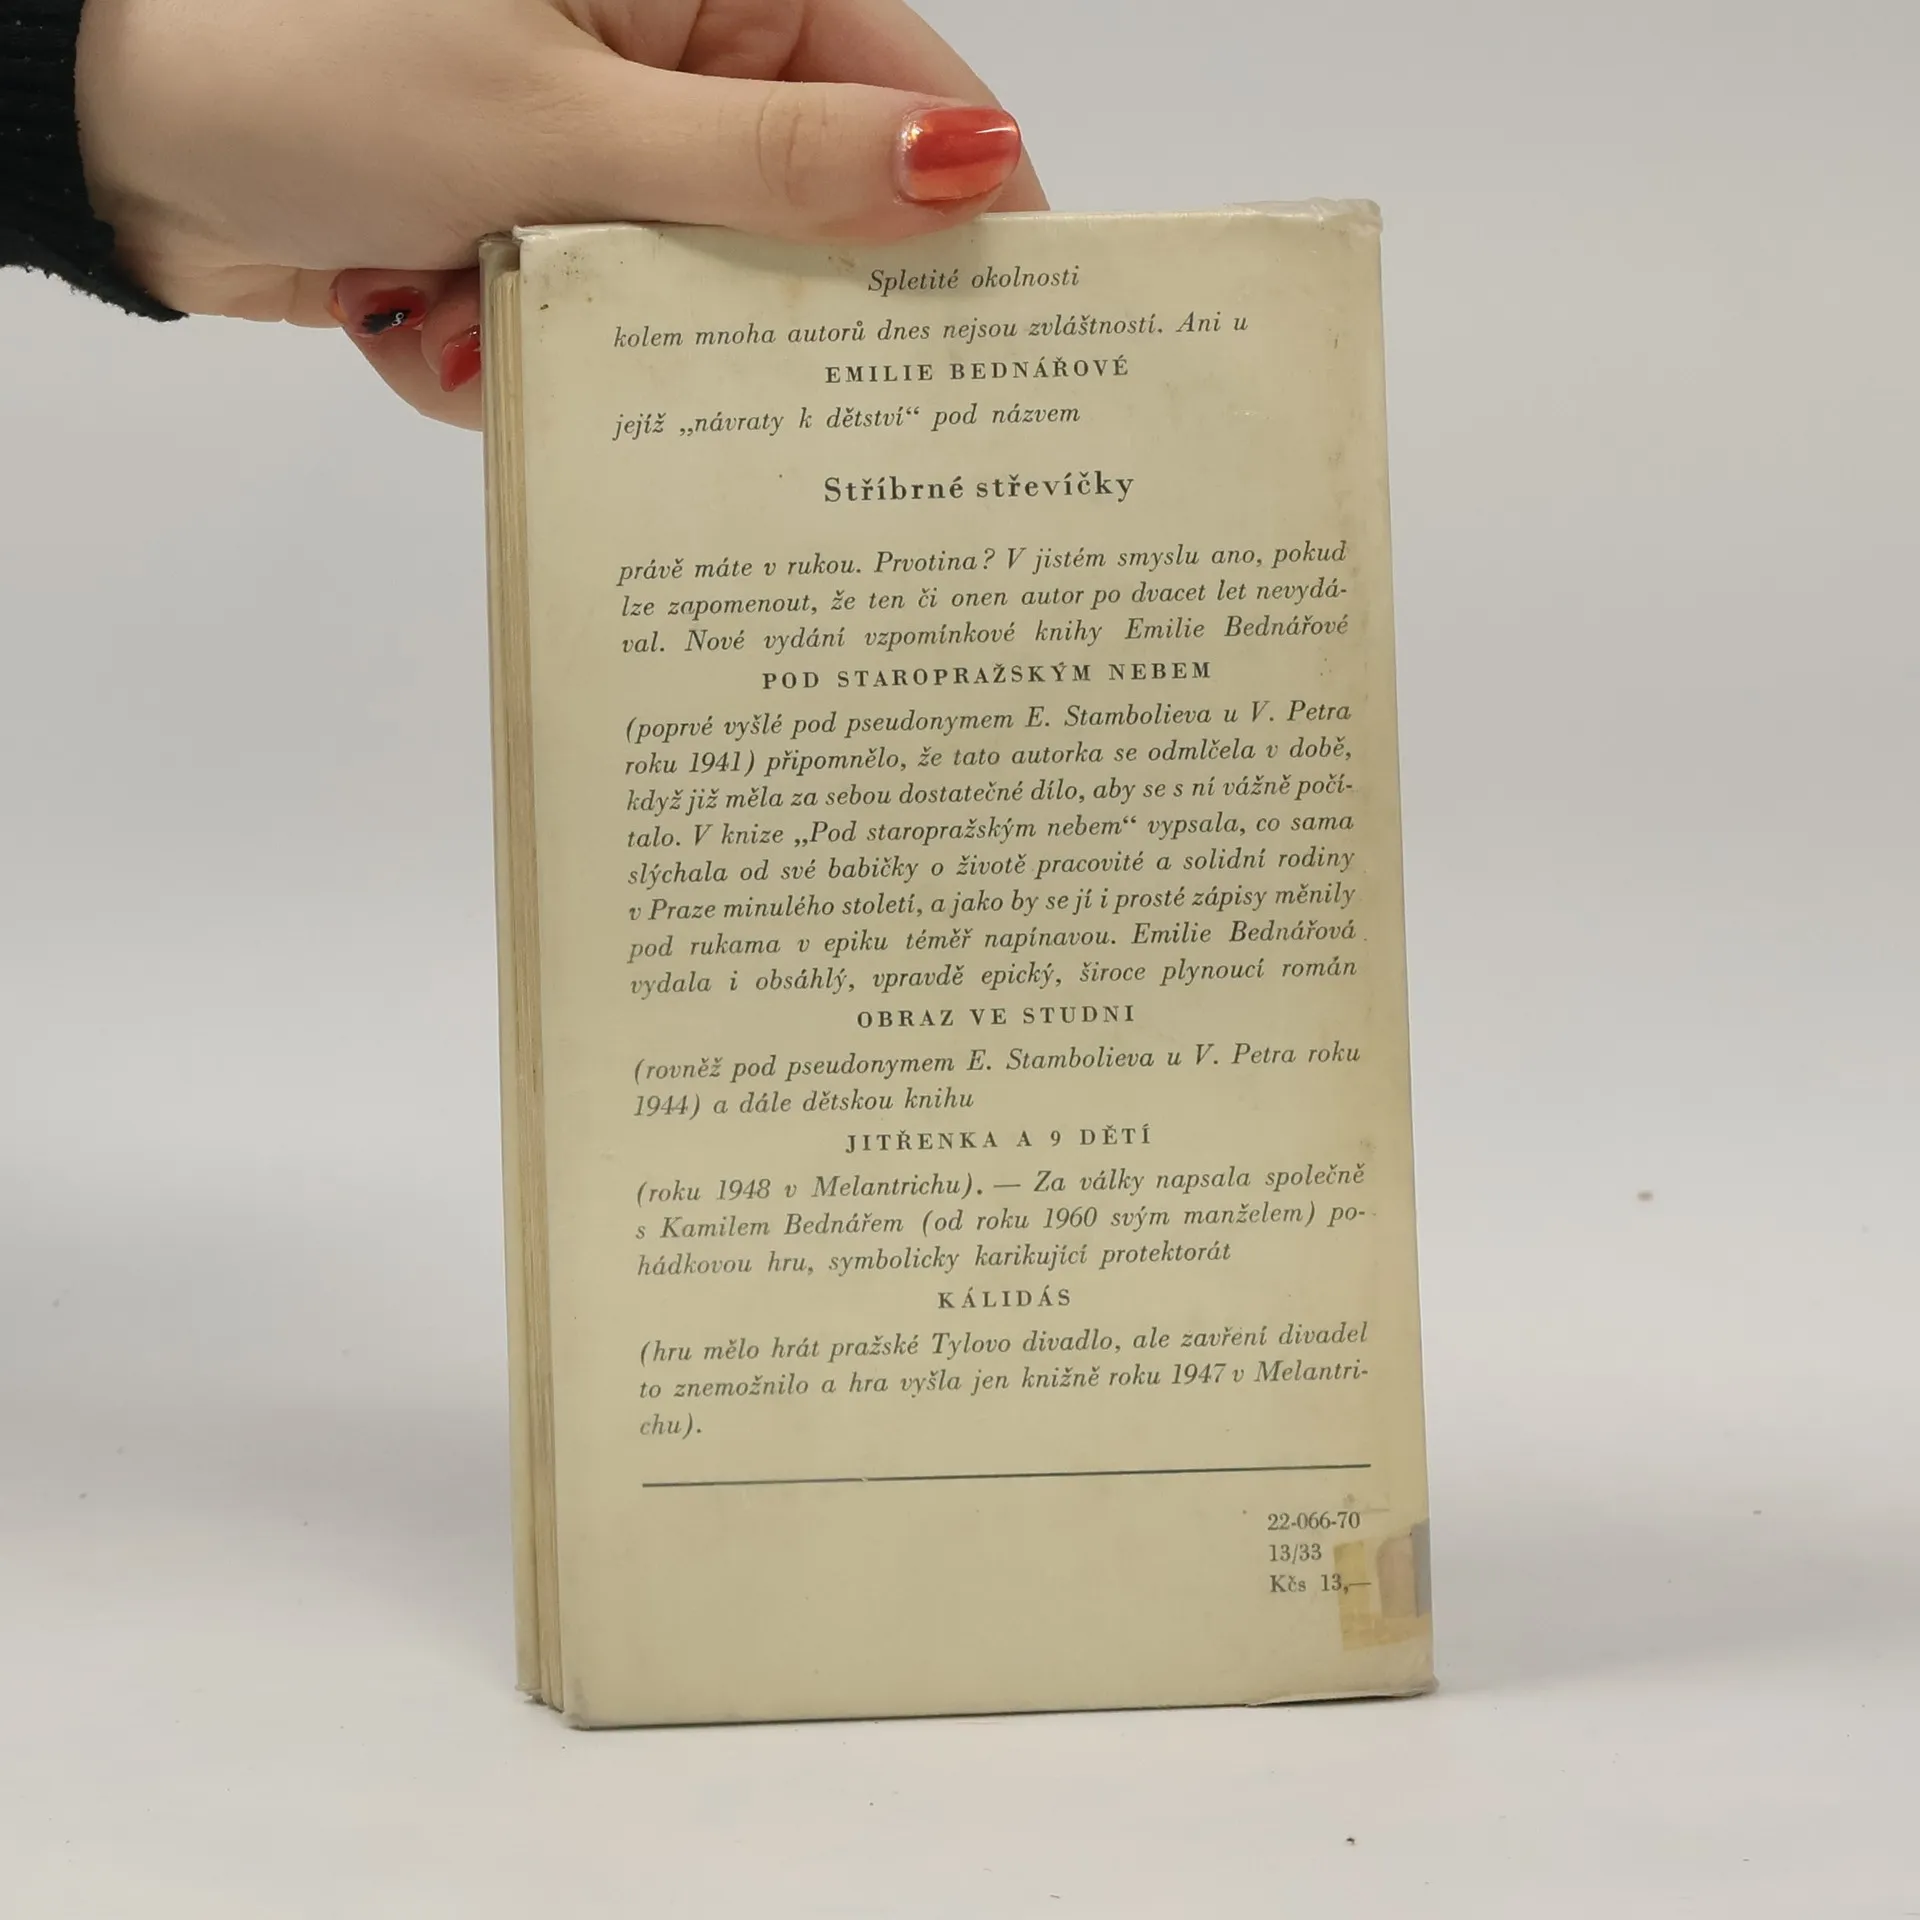 Spletité okolnosti
kolem mnoha autorů dnes nejsou zvláštností. Ani u
EMILIE BEDNÁŘOVÉ
jejíž „návraty k dětství“ pod názvem
Stříbrné střevíčky
právě máte v rukou. Prvotina? V jistém smyslu ano, pokud
lze zapomenout, že ten či onen autor po dvacet let nevydá-
val. Nové vydání vzpomínkové knihy Emilie Bednářové
POD STAROPRAŽSKÝM NEBEM
(poprvé vyšlé pod pseudonymem E. Stambolieva u V. Petra
roku 1941) připomnělo, že tato autorka se odmlčela v době,
když již měla za sebou dostatečné dílo, aby se s ní vážně počí-
talo. V knize „Pod staropražským nebem“ vypsala, co sama
slýchala od své babičky o životě pracovité a solidní rodiny
v Praze minulého století, a jako by se jí i prosté zápisy měnily
pod rukama v epiku téměř napínavou. Emilie Bednářová
vydala i obsáhlý, vpravdě epický, široce plynoucí román
OBRAZ VE STUDNI
(rovněž pod pseudonymem E. Stambolieva u V. Petra roku
1944) a dále dětskou knihu
JITŘENKA A 9 DĚTÍ
(roku 1948 v Melantrichu). — Za války napsala společně
s Kamilem Bednářem (od roku 1960 svým manželem) po-
hádkovou hru, symbolicky karikující protektorát
KÁLIDÁS
(hru mělo hrát pražské Tylovo divadlo, ale zavření divadel
to znemožnilo a hra vyšla jen knižně roku 1947 v Melantri-
chu).
22-066-70
13/33
Kčs 13,—